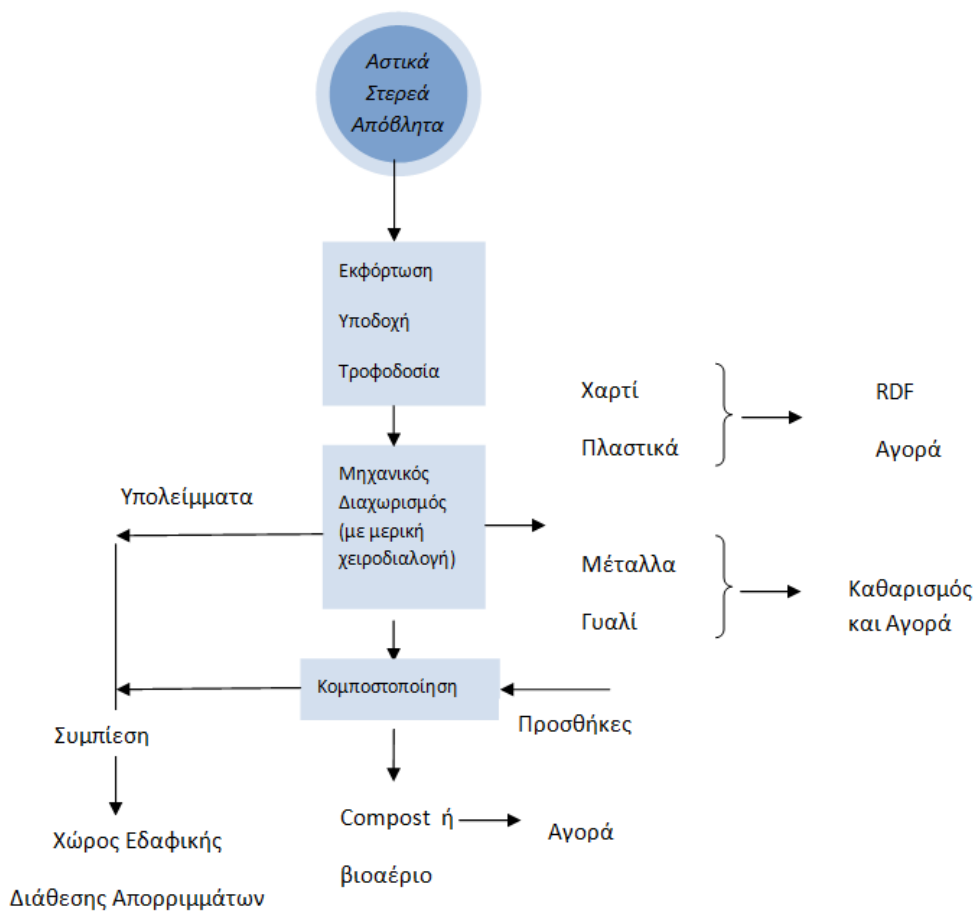 Αστικά
Στερεά
Απόβλητα
Εκφόρτωση
Υποδοχή
Τροφοδοσία
Χαρτί
Πλαστικά
RDF
Αγορά
Μηχανικός
Διαχωρισμός
(με μερική
χειροδιαλογή)
Υπολείμματα
Μέταλλα
Γυαλί
Καθαρισμός
και Αγορά
Κομποστοποίηση
Προσθήκες
Συμπίεση
Χώρος Εδαφικής
Διάθεσης Απορριμμάτων
Compost ή
βιοαέριο
Αγορά